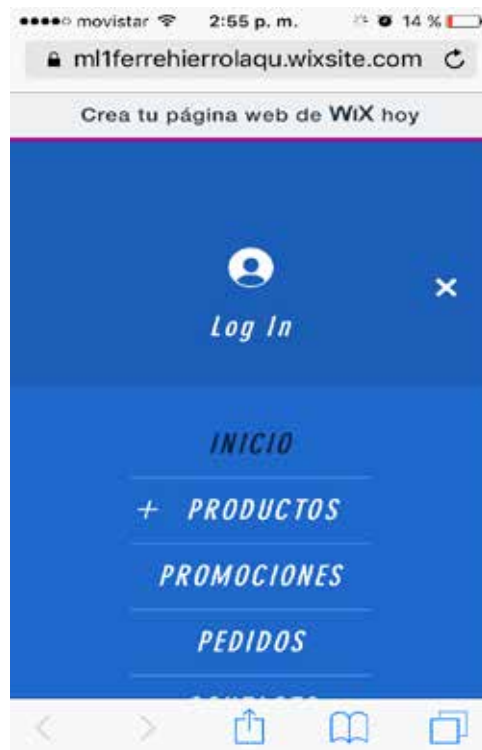 movistar 2:55 p. m. 14 %
ml1ferrehierrolaqu.wixsite.com
Crea tu página web de WiX hoy
Log In
INICIO
+ PRODUCTOS
PROMOCIONES
PEDIDOS